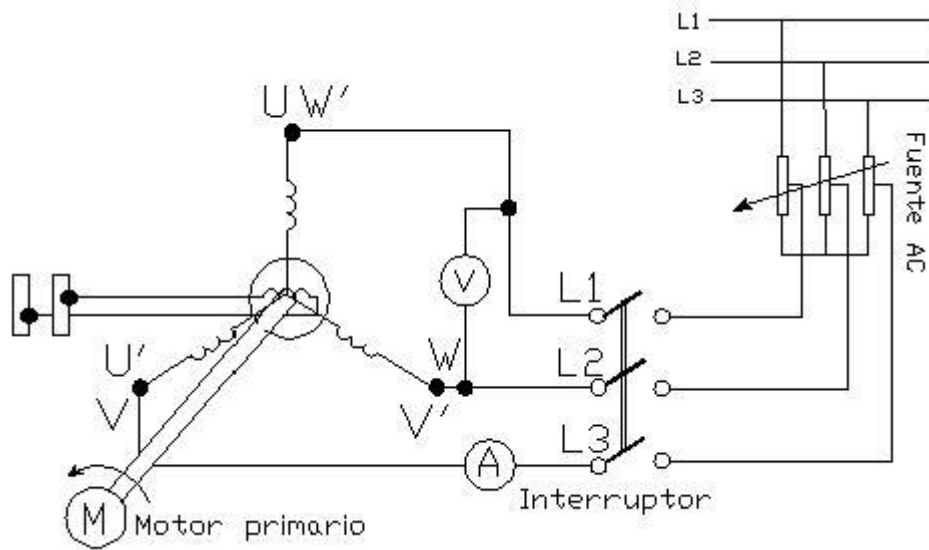 L1
L2
L3
Fuente AC
U W′
V
L1
U′
W
L2
V
V′
L3
A
Interruptor
M
Motor primario